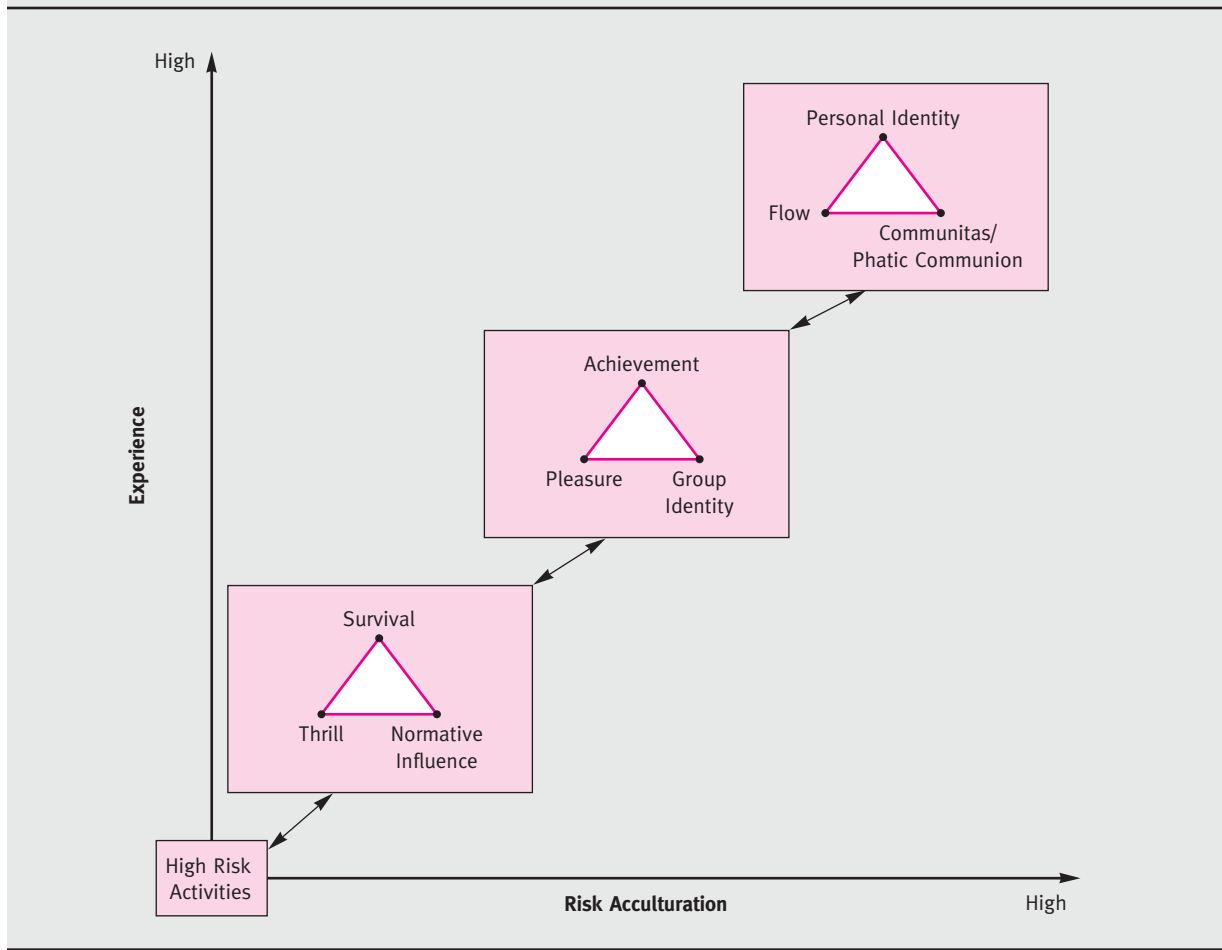 High
Personal Identity
Flow
Communitas/
Phatic Communion
Achievement
Pleasure
Group
Identity
Experience
Survival
Thrill
Normative
Influence
High Risk
Activities
Risk Acculturation
High